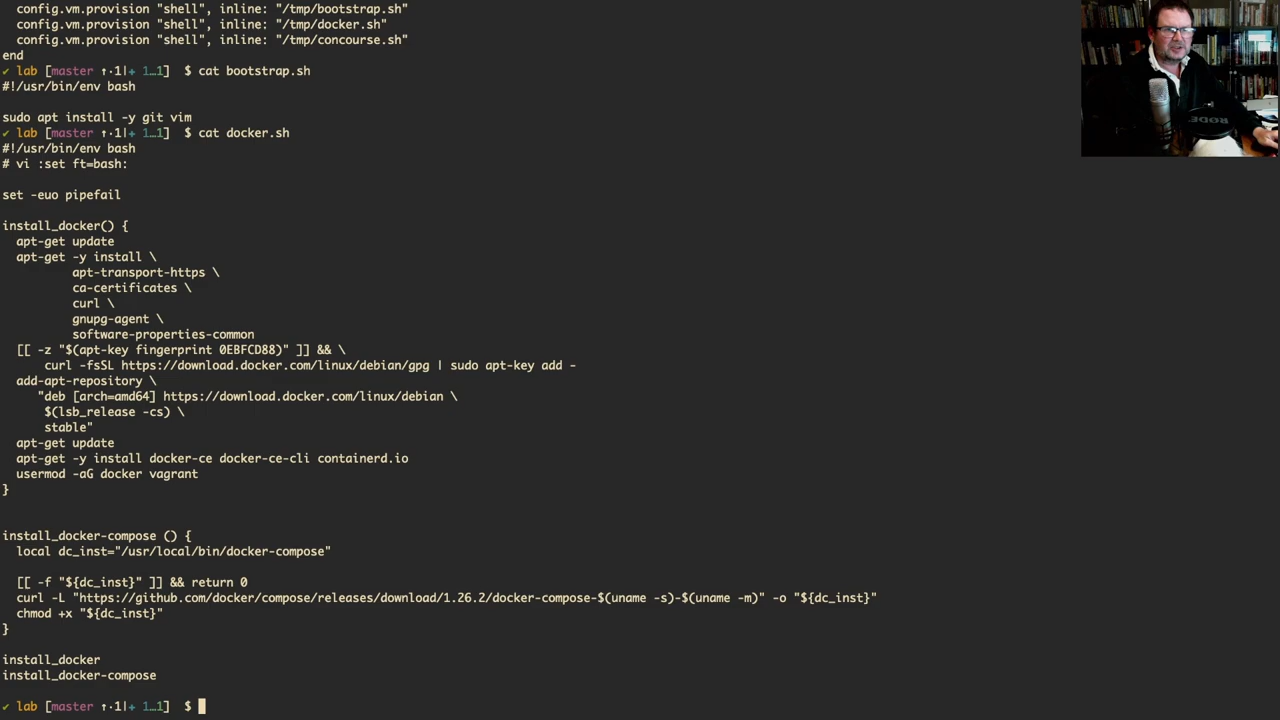 config.vm.provision "shell", inline: "/tmp/bootstrap.sh"
  config.vm.provision "shell", inline: "/tmp/docker.sh"
  config.vm.provision "shell", inline: "/tmp/concourse.sh"
end
✔ lab [master ↑·1|+ 1…1]  $ cat bootstrap.sh
#!/usr/bin/env bash

sudo apt install -y git vim
✔ lab [master ↑·1|+ 1…1]  $ cat docker.sh
#!/usr/bin/env bash
# vi :set ft=bash:

set -euo pipefail

install_docker() {
  apt-get update
  apt-get -y install \
          apt-transport-https \
          ca-certificates \
          curl \
          gnupg-agent \
          software-properties-common
  [[ -z "$(apt-key fingerprint 0EBFCD88)" ]] && \
      curl -fsSL https://download.docker.com/linux/debian/gpg | sudo apt-key add -
  add-apt-repository \
     "deb [arch=amd64] https://download.docker.com/linux/debian \
      $(lsb_release -cs) \
      stable"
  apt-get update
  apt-get -y install docker-ce docker-ce-cli containerd.io
  usermod -aG docker vagrant
}

install_docker-compose () {
  local dc_inst="/usr/local/bin/docker-compose"

  [[ -f "${dc_inst}" ]] && return 0
  curl -L "https://github.com/docker/compose/releases/download/1.26.2/docker-compose-$(uname -s)-$(uname -m)" -o "${dc_inst}"
  chmod +x "${dc_inst}"
}

install_docker
install_docker-compose

✔ lab [master ↑·1|+ 1…1]  $
RODE